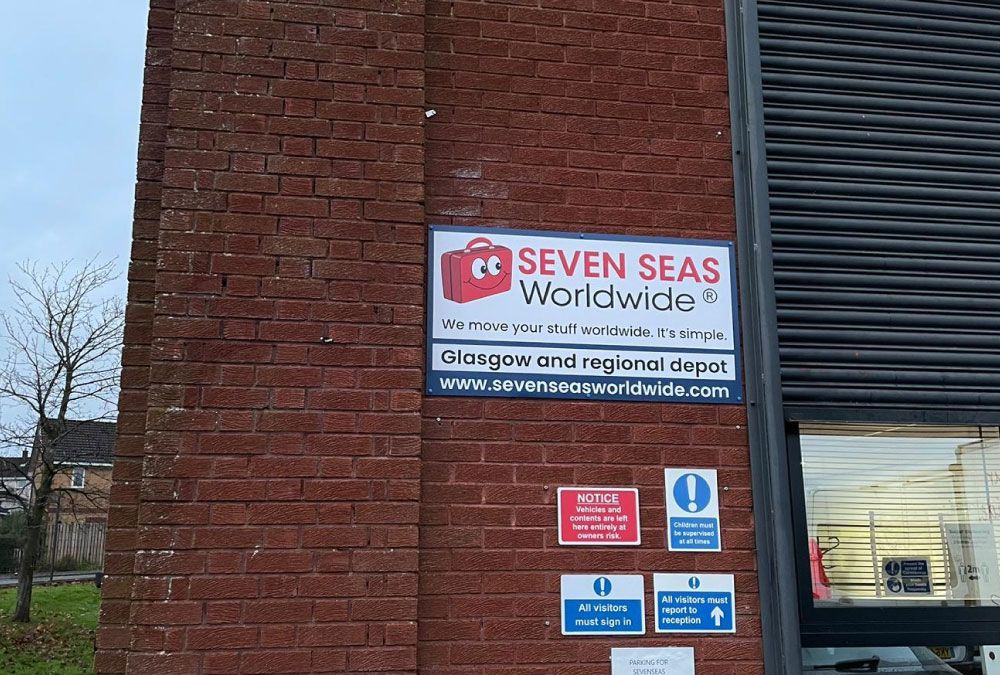 SEVEN SEAS
Worldwide ®
We move your stuff worldwide. It's simple.
Glasgow and regional depot
www.sevenseasworldwide.com
NOTICE
Vehicles and
contents are left
here entirely at
owners risk.
Children must
be supervised
at all times
All visitors
must sign in
All visitors must
report to
reception
PARKING FOR
SEVENSEAS
2m